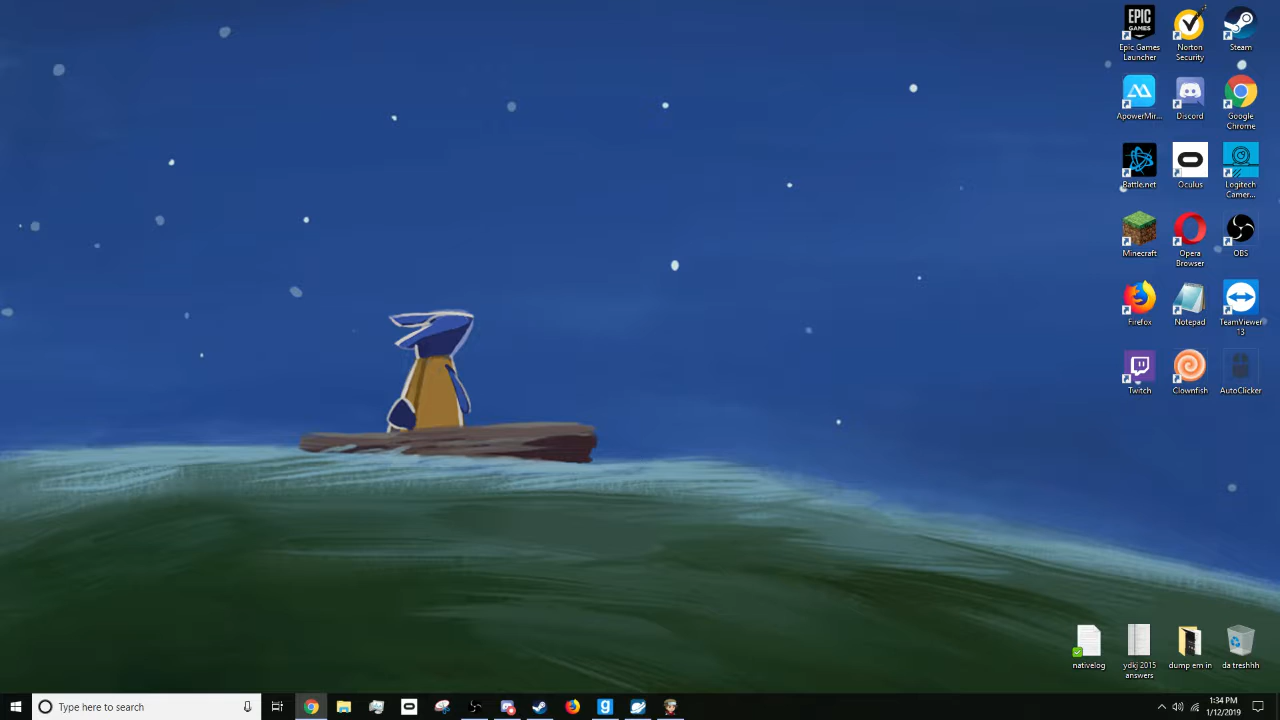 EPIC
GAMES
Epic Games
Launcher
Norton
Security
Steam
ApowerMir...
Discord
Google
Chrome
Battle.net
Oculus
Logitech
Camer...
Minecraft
Opera
Browser
OBS
Firefox
Notepad
TeamViewer
13
Twitch
Clownfish
AutoClicker
nativelog
ydkj 2015
answers
dump em in
da treshhh
Type here to search
1:34 PM
1/12/2019